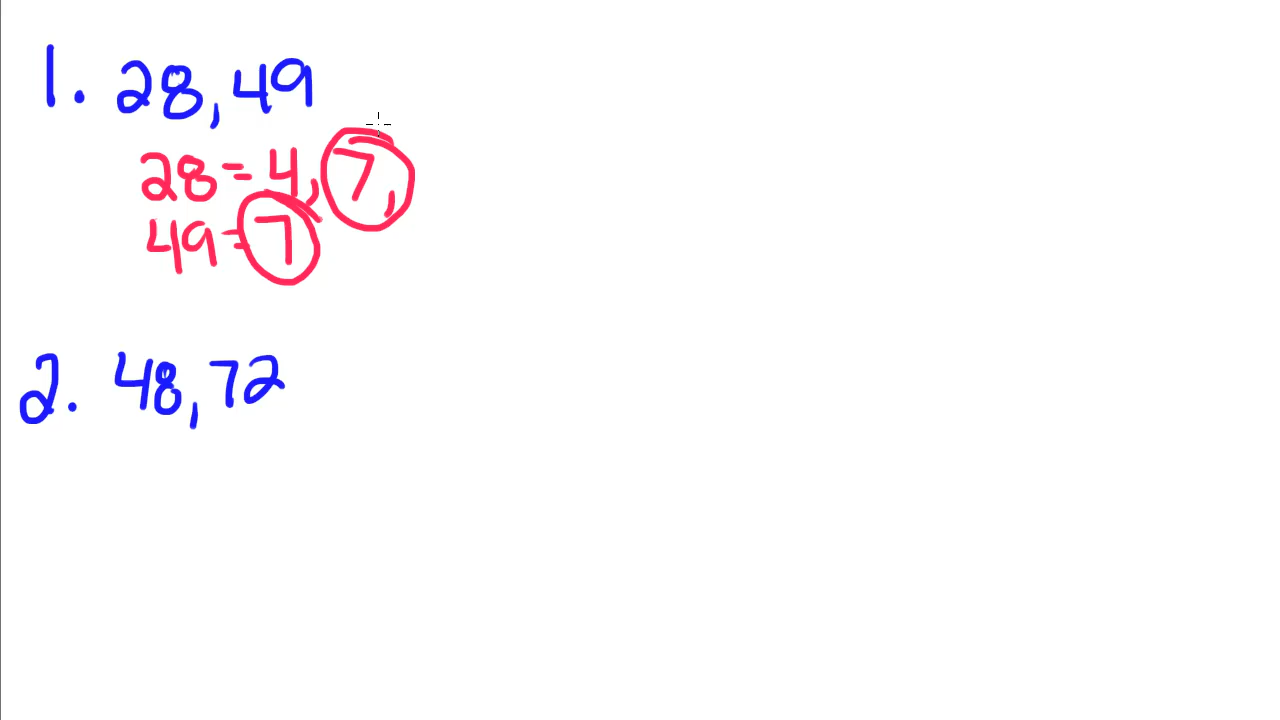 1. 28, 49
28 = 4, 7,
49 = 7
2. 48, 72